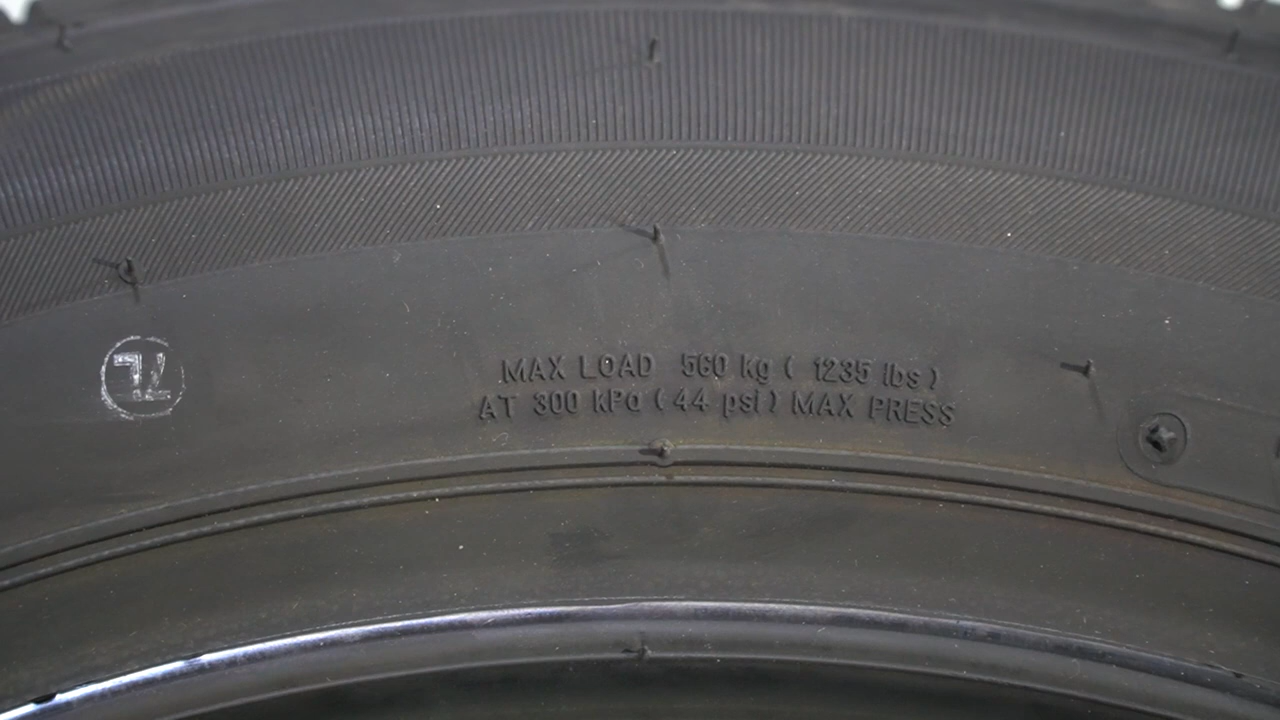 MAX LOAD 560 kg ( 1235 lbs )
AT 300 kPa ( 44 psi ) MAX PRESS